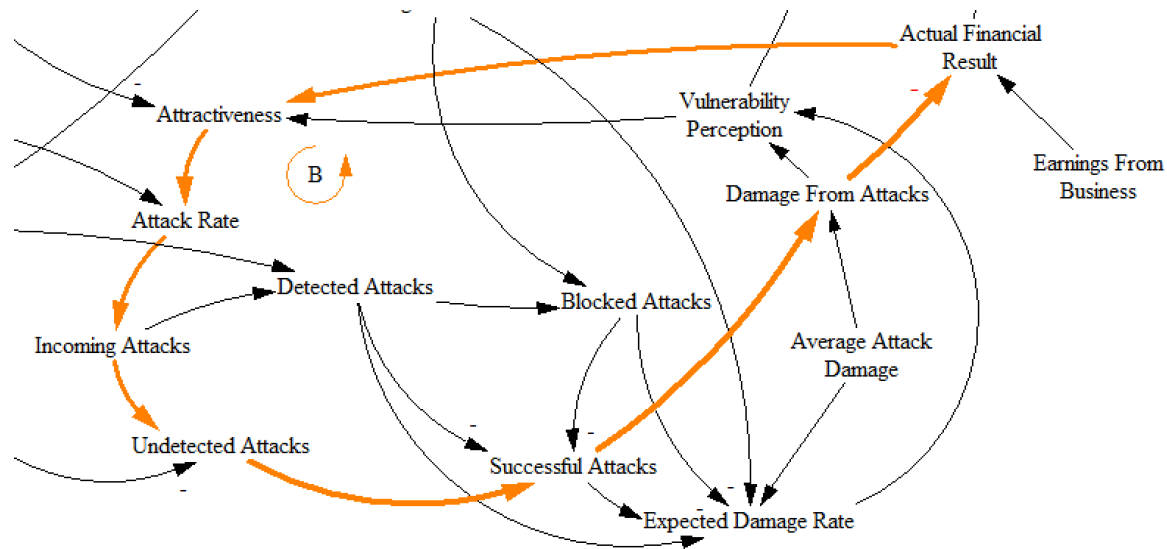 Actual Financial
Result
Attractiveness
Vulnerability
Perception
B
Earnings From
Business
Damage From Attacks
Attack Rate
Detected Attacks
Blocked Attacks
Incoming Attacks
Average Attack
Damage
Undetected Attacks
Successful Attacks
Expected Damage Rate